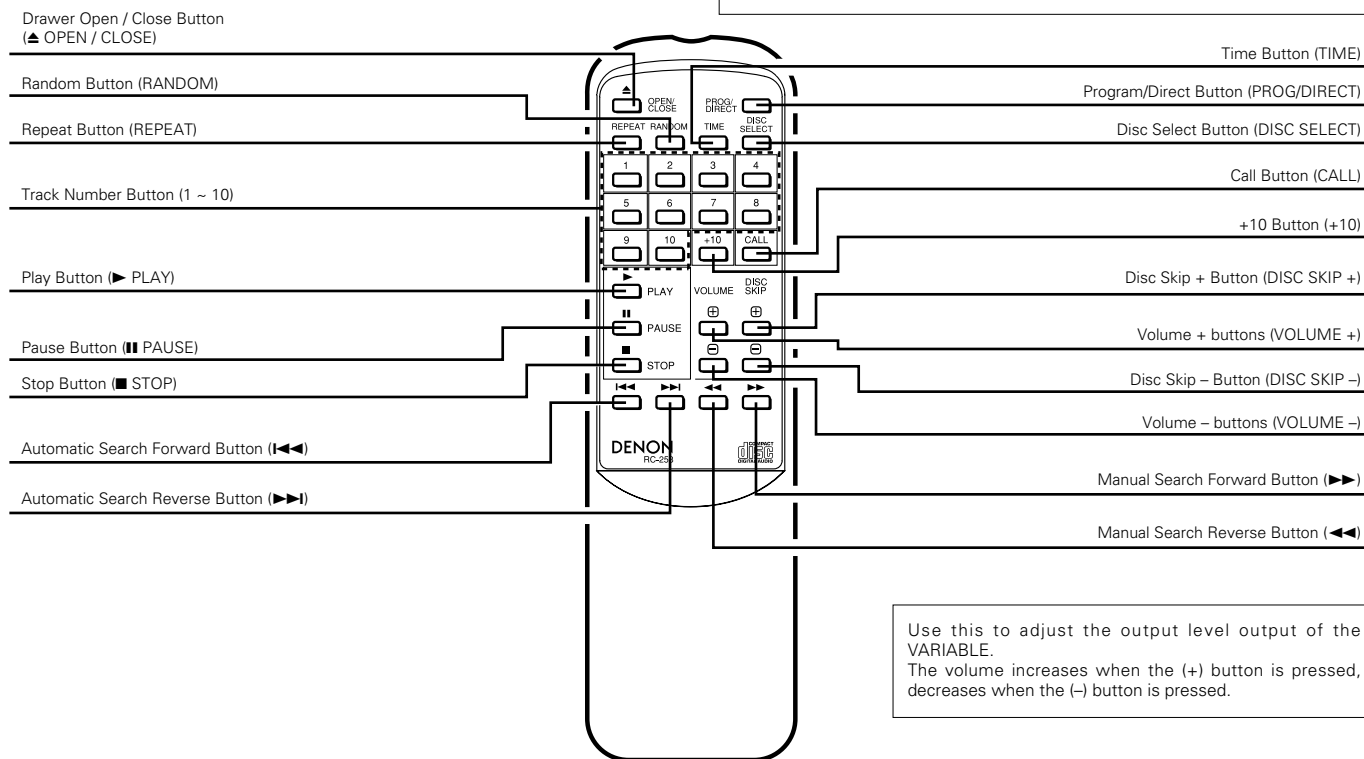 Drawer Open / Close Button
(⏏ OPEN / CLOSE)
Random Button (RANDOM)
Repeat Button (REPEAT)
Track Number Button (1 ~ 10)
Play Button (► PLAY)
Pause Button (❚❚ PAUSE)
Stop Button (■ STOP)
Automatic Search Forward Button (I◄◄)
Automatic Search Reverse Button (►►I)
⏏ OPEN/
CLOSE
PROG/
DIRECT
REPEAT RANDOM TIME DISC
SELECT
1 2 3 4
5 6 7 8
9 10 +10 CALL
► PLAY
VOLUME DISC
SKIP
❚❚ PAUSE
+ +
■ STOP
− −
I◄◄ ►►I ◄◄ ►►
DENON
COMPACT
disc
DIGITAL AUDIO
Time Button (TIME)
Program/Direct Button (PROG/DIRECT)
Disc Select Button (DISC SELECT)
Call Button (CALL)
+10 Button (+10)
Disc Skip + Button (DISC SKIP +)
Volume + buttons (VOLUME +)
Disc Skip – Button (DISC SKIP –)
Volume – buttons (VOLUME –)
Manual Search Forward Button (►►)
Manual Search Reverse Button (◄◄)
Use this to adjust the output level output of the
VARIABLE.
The volume increases when the (+) button is pressed,
decreases when the (–) button is pressed.